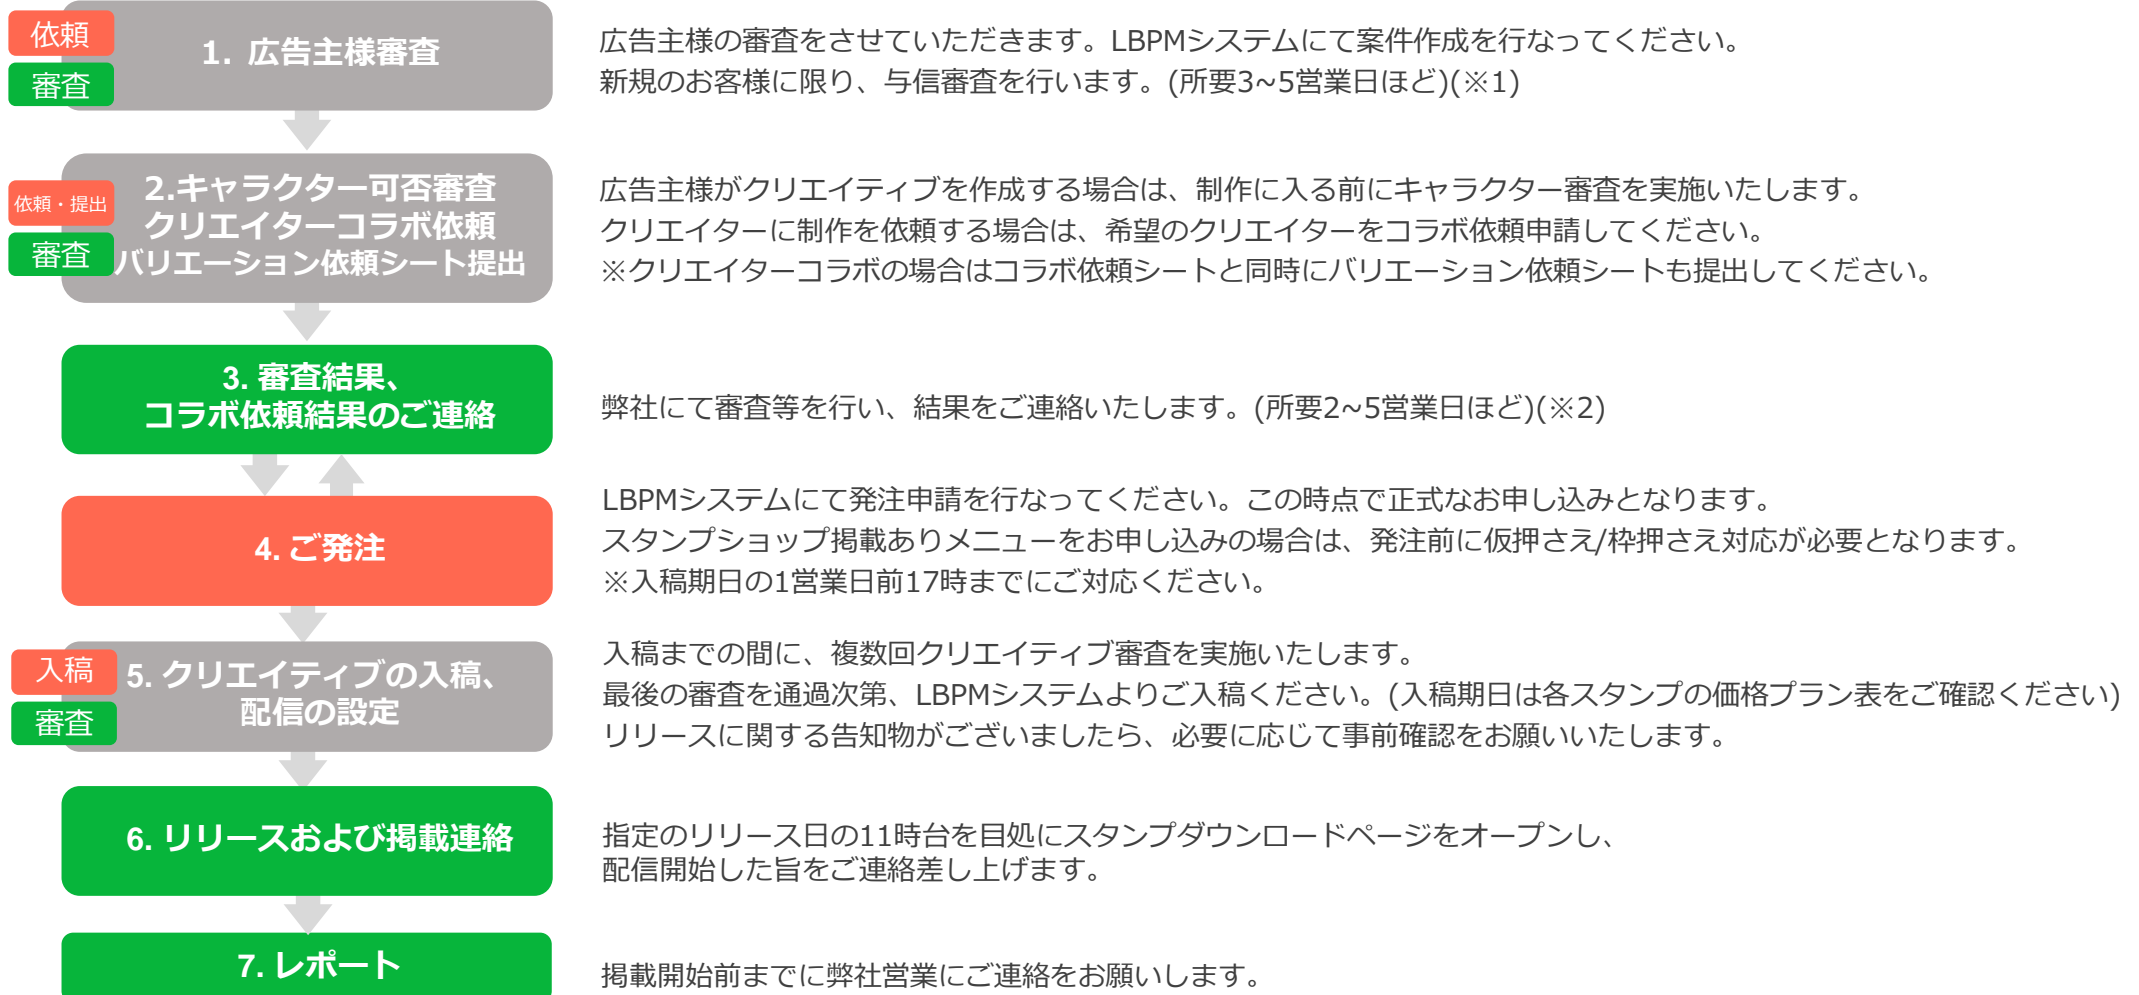 依頼
審査
1. 広告主様審査
広告主様の審査をさせていただきます。LBPMシステムにて案件作成を行なってください。
新規のお客様に限り、与信審査を行います。(所要3~5営業日ほど)(※1)
依頼・提出
審査
2.キャラクター可否審査
クリエイターコラボ依頼
バリエーション依頼シート提出
広告主様がクリエイティブを作成する場合は、制作に入る前にキャラクター審査を実施いたします。
クリエイターに制作を依頼する場合は、希望のクリエイターをコラボ依頼申請してください。
※クリエイターコラボの場合はコラボ依頼シートと同時にバリエーション依頼シートも提出してください。
3. 審査結果、
コラボ依頼結果のご連絡
弊社にて審査等を行い、結果をご連絡いたします。(所要2~5営業日ほど)(※2)
4. ご発注
LBPMシステムにて発注申請を行なってください。この時点で正式なお申し込みとなります。
スタンプショップ掲載ありメニューをお申し込みの場合は、発注前に仮押さえ/枠押さえ対応が必要となります。
※入稿期日の1営業日前17時までにご対応ください。
入稿
審査
5. クリエイティブの入稿、
配信の設定
入稿までの間に、複数回クリエイティブ審査を実施いたします。
最後の審査を通過次第、LBPMシステムよりご入稿ください。(入稿期日は各スタンプの価格プラン表をご確認ください)
リリースに関する告知物がございましたら、必要に応じて事前確認をお願いいたします。
6. リリースおよび掲載連絡
指定のリリース日の11時台を目処にスタンプダウンロードページをオープンし、
配信開始した旨をご連絡差し上げます。
7. レポート
掲載開始前までに弊社営業にご連絡をお願いします。